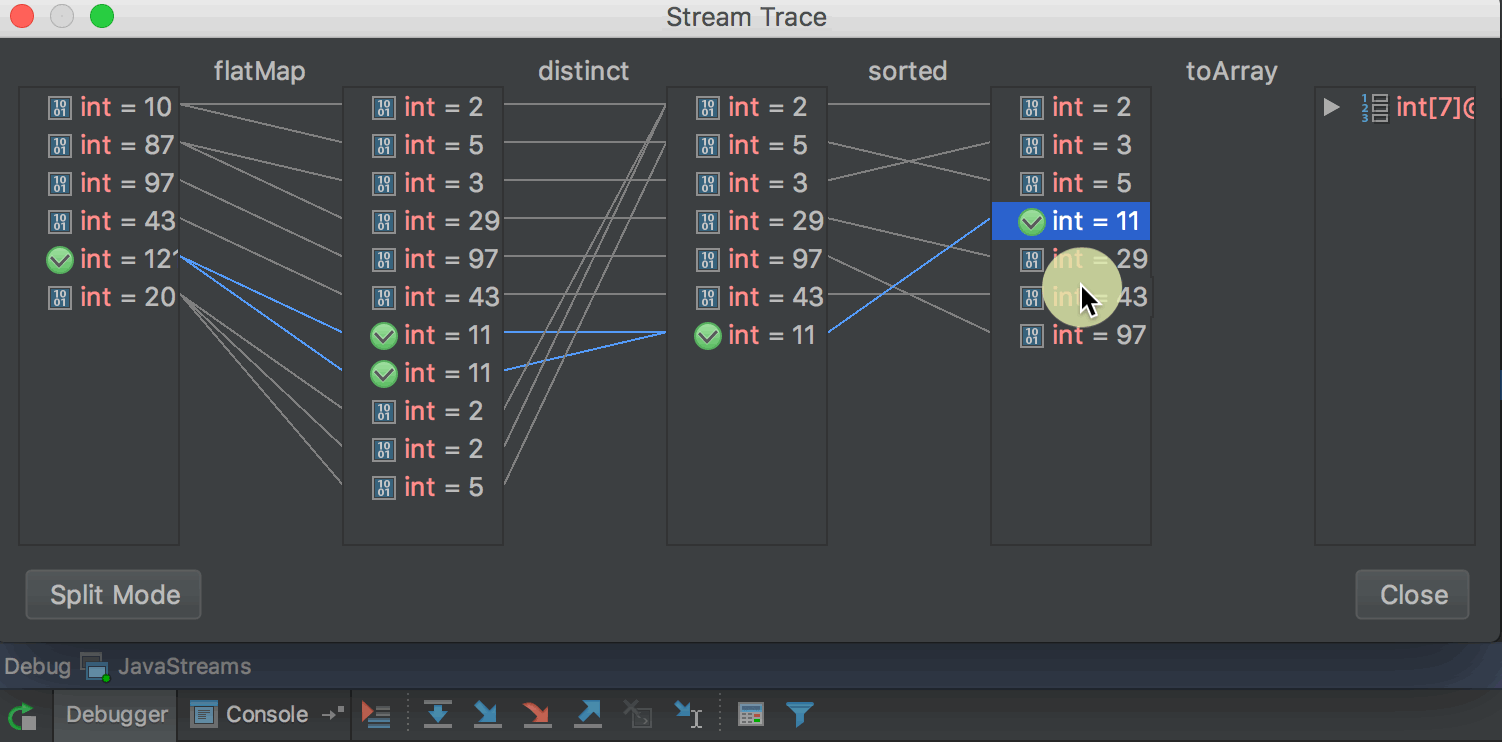 Stream Trace
flatMap distinct sorted toArray
int = 10 int = 2 int = 2 int = 2 int[7]@
int = 87 int = 5 int = 5 int = 3
int = 97 int = 3 int = 3 int = 5
int = 43 int = 29 int = 29 int = 11
int = 12 int = 97 int = 97 int = 29
int = 20 int = 43 int = 43 int = 43
int = 11 int = 11 int = 97
int = 11
int = 2
int = 2
int = 5
Split Mode Close
Debug JavaStreams
Debugger Console